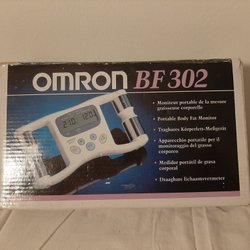 OMRON BF 302
• Moniteur portable de la mesure
graisseuse corporelle
• Portable Body Fat Monitor
• Tragbares Körperfett-Meßgerät
• Apparecchio portatile per il
monitoraggio del grasso
corporeo
• Medidor portátil de grasa
corporal
• Draagbare lichaamsvetmeter